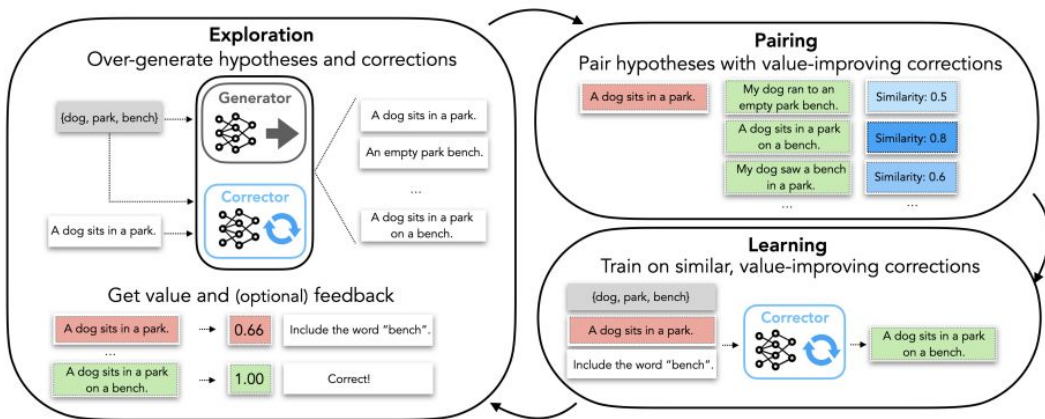 Exploration
Over-generate hypotheses and corrections
{dog, park, bench}
Generator
A dog sits in a park.
An empty park bench.
...
A dog sits in a park
on a bench.
Corrector
A dog sits in a park.
Get value and (optional) feedback
A dog sits in a park.
0.66
Include the word “bench”.
...
A dog sits in a park
on a bench.
1.00
Correct!
Pairing
Pair hypotheses with value-improving corrections
A dog sits in a park.
My dog ran to an
empty park bench.
Similarity: 0.5
A dog sits in a park
on a bench.
Similarity: 0.8
My dog saw a bench
in a park.
Similarity: 0.6
...
...
Learning
Train on similar, value-improving corrections
{dog, park, bench}
A dog sits in a park.
Include the word “bench”.
Corrector
A dog sits in a park
on a bench.